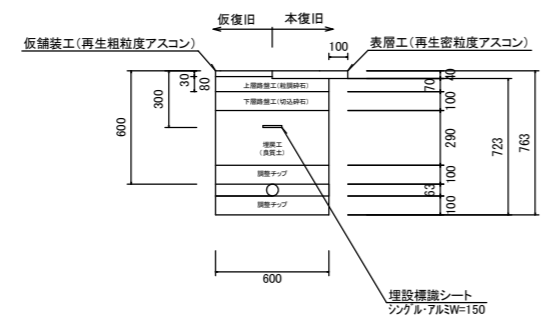 仮復旧 本復旧
仮舗装工(再生粗粒度アスコン)
表層工(再生密粒度アスコン)
100
30
80
300
600
上層路盤工(粒調砕石)
下層路盤工(切込砕石)
埋戻工
(良質土)
調整チップ
調整チップ
40
70
100
290
100
63
100
723
763
600
埋設標識シート
シングル・アルミW=150